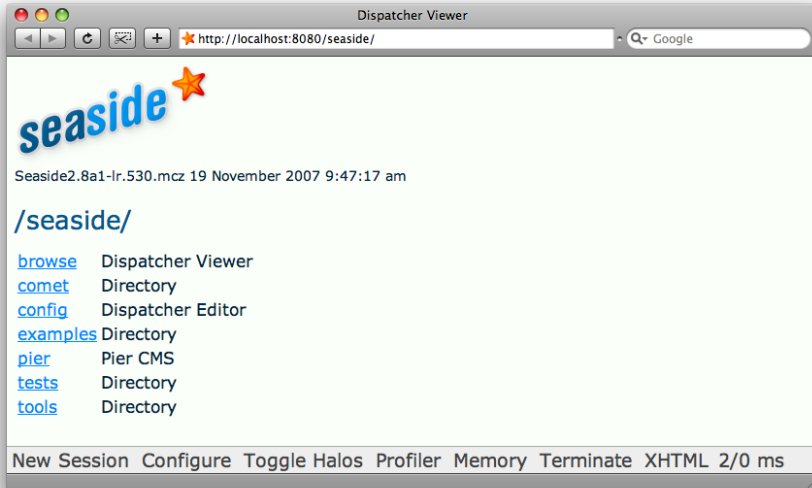 Dispatcher Viewer
http://localhost:8080/seaside/
Google
seaside
Seaside2.8a1-lr.530.mcz 19 November 2007 9:47:17 am
/seaside/
browse Dispatcher Viewer
comet Directory
config Dispatcher Editor
examples Directory
pier Pier CMS
tests Directory
tools Directory
New Session Configure Toggle Halos Profiler Memory Terminate XHTML 2/0 ms